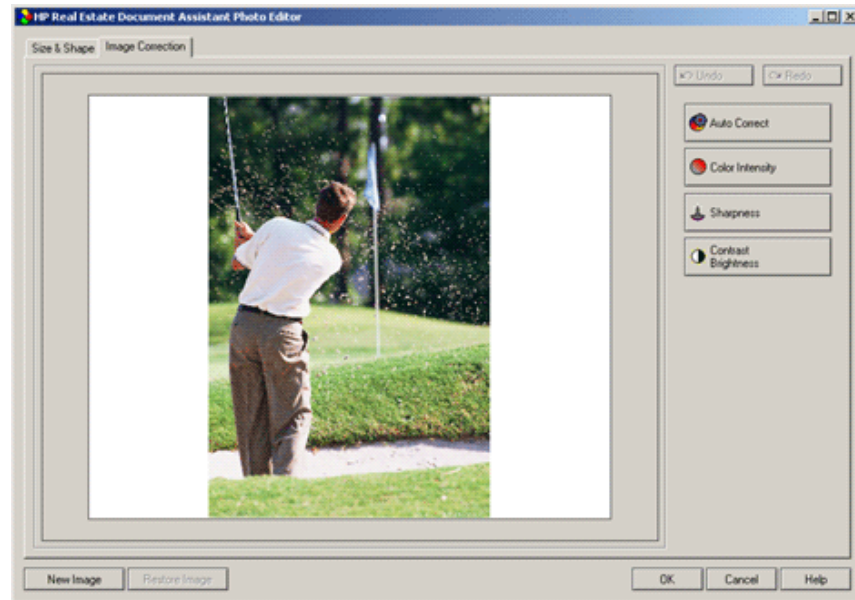 HP Real Estate Document Assistant Photo Editor
Size & Shape
Image Correction
Undo
Redo
Auto Correct
Color Intensity
Sharpness
Contrast
Brightness
New Image
Restore Image
OK
Cancel
Help